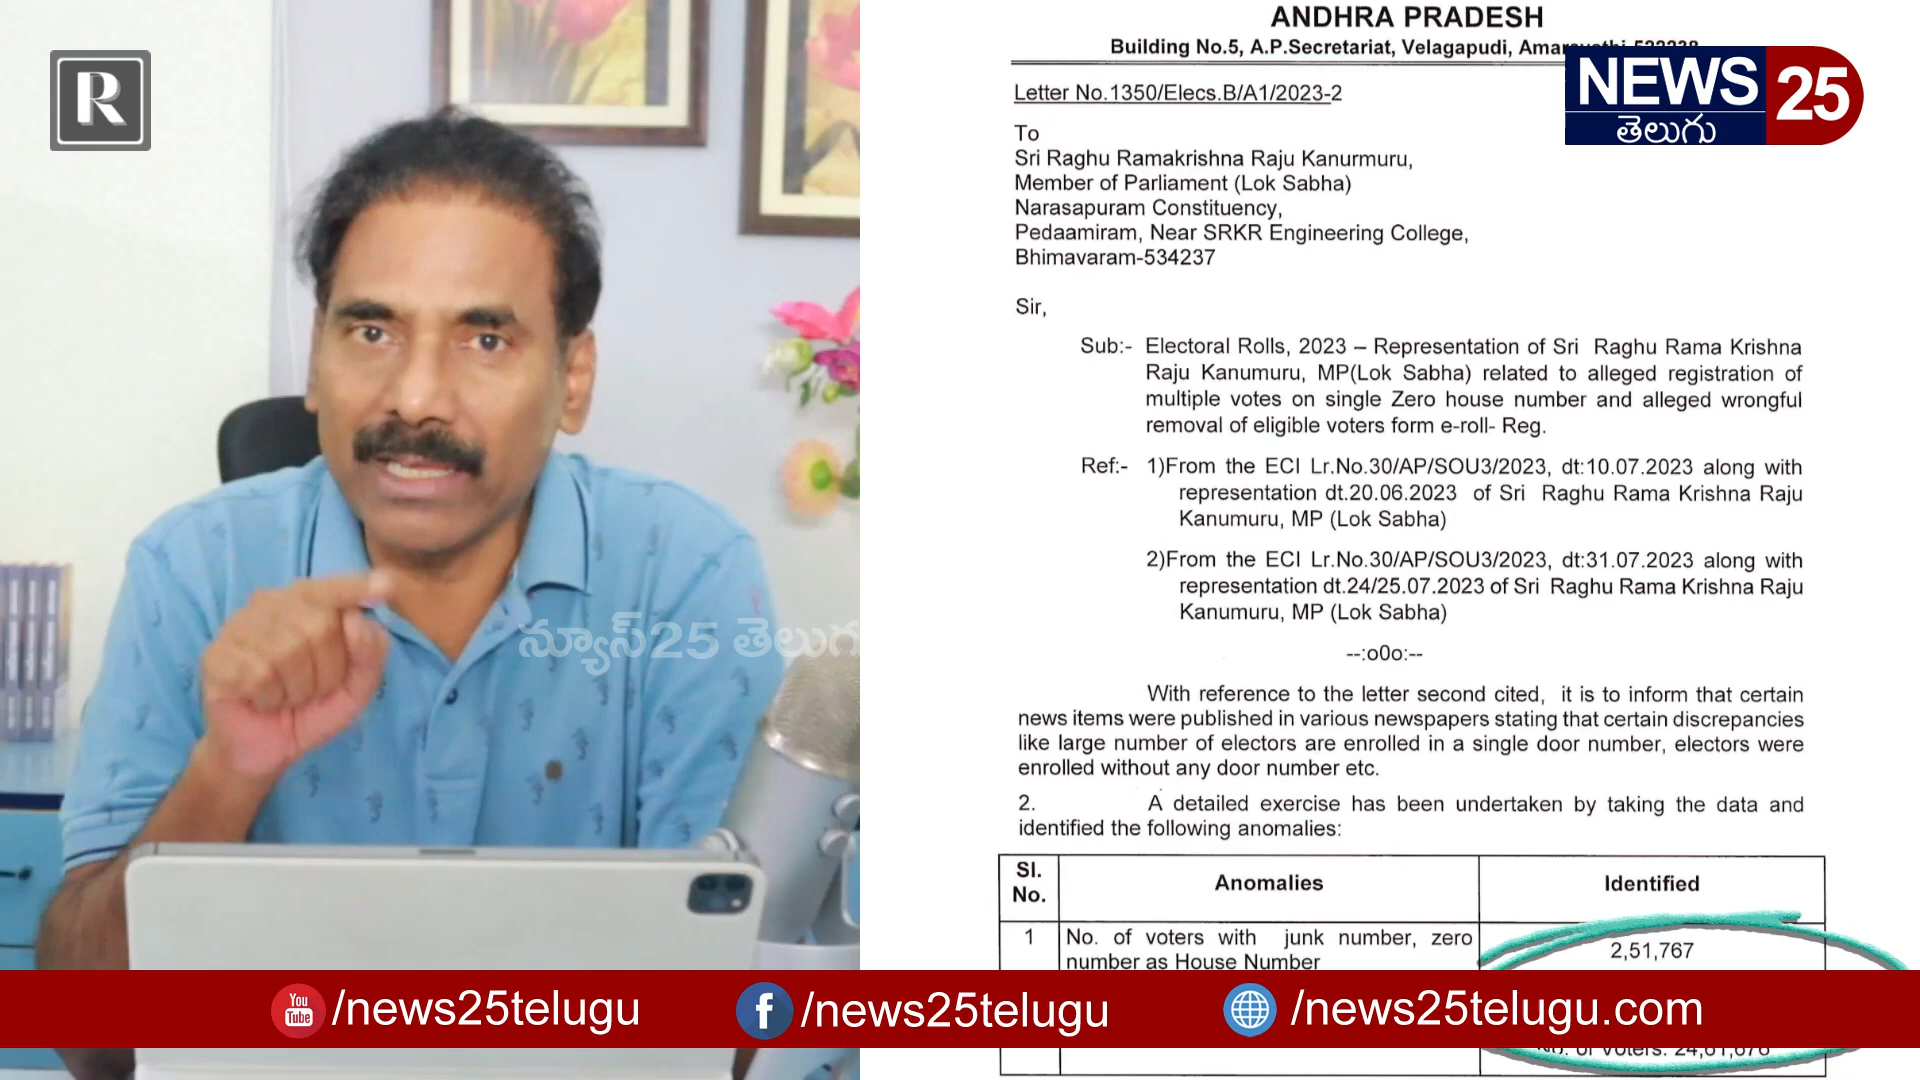 R
న్యూస్25 తెలుగు
NEWS 25
తెలుగు
ANDHRA PRADESH
Building No.5, A.P.Secretariat, Velagapudi,
Letter No.1350/Elecs.B/A1/2023-2
To
Sri Raghu Ramakrishna Raju Kanurmuru,
Member of Parliament (Lok Sabha)
Narasapuram Constituency,
Pedaamiram, Near SRKR Engineering College,
Bhimavaram-534237
Sir,
Sub:- Electoral Rolls, 2023 – Representation of Sri Raghu Rama Krishna
Raju Kanumuru, MP(Lok Sabha) related to alleged registration of
multiple votes on single Zero house number and alleged wrongful
removal of eligible voters form e-roll- Reg.
Ref:- 1)From the ECI Lr.No.30/AP/SOU3/2023, dt:10.07.2023 along with
representation dt.20.06.2023 of Sri Raghu Rama Krishna Raju
Kanumuru, MP (Lok Sabha)
2)From the ECI Lr.No.30/AP/SOU3/2023, dt:31.07.2023 along with
representation dt.24/25.07.2023 of Sri Raghu Rama Krishna Raju
Kanumuru, MP (Lok Sabha)
--:o0o:--
With reference to the letter second cited, it is to inform that certain
news items were published in various newspapers stating that certain discrepancies
like large number of electors are enrolled in a single door number, electors were
enrolled without any door number etc.
2. A detailed exercise has been undertaken by taking the data and
identified the following anomalies:
Sl. No. Anomalies Identified
1 No. of voters with junk number, zero 2,51,767
number as House Number
No. of voters: 24,61,676
You Tube /news25telugu f /news25telugu /news25telugu.com